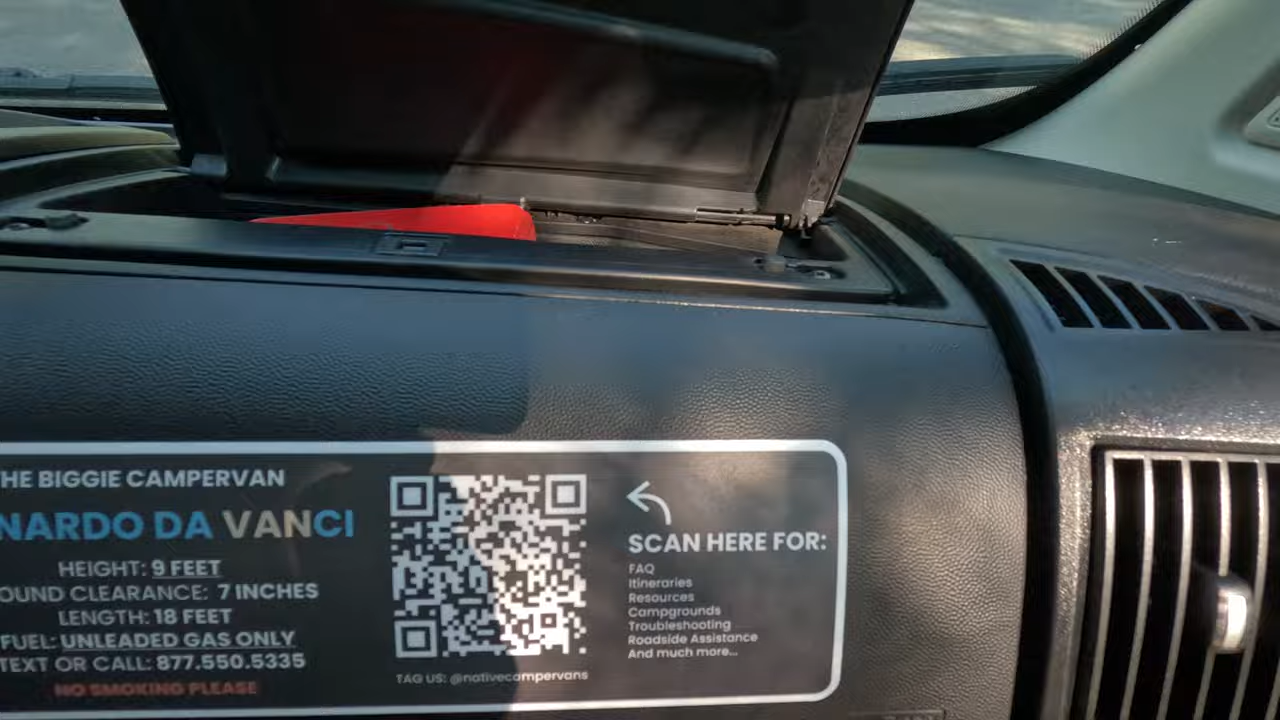 HE BIGGIE CAMPERVAN
NARDO DA VANCI
HEIGHT: 9 FEET
OUND CLEARANCE: 7 INCHES
LENGTH: 18 FEET
FUEL: UNLEADED GAS ONLY
TEXT OR CALL: 877.550.5335
NO SMOKING PLEASE
TAG US: @nativecampervans
SCAN HERE FOR:
FAQ
Itineraries
Resources
Campgrounds
Troubleshooting
Roadside Assistance
And much more...